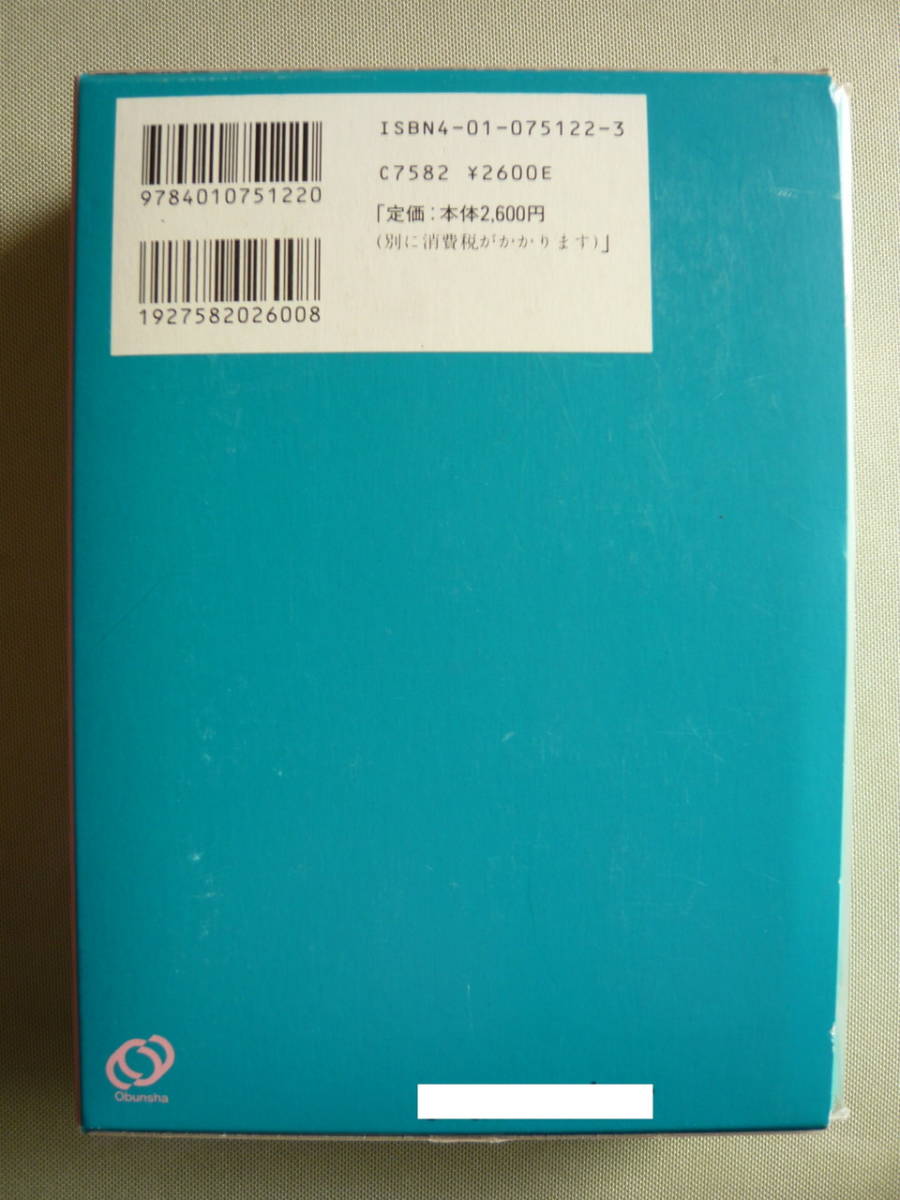 ISBN4-01-075122-3
9784010751220
C7582 ¥2600E
「定価:本体2,600円
(別に消費税がかかります)」
1927582026008
Obunsha